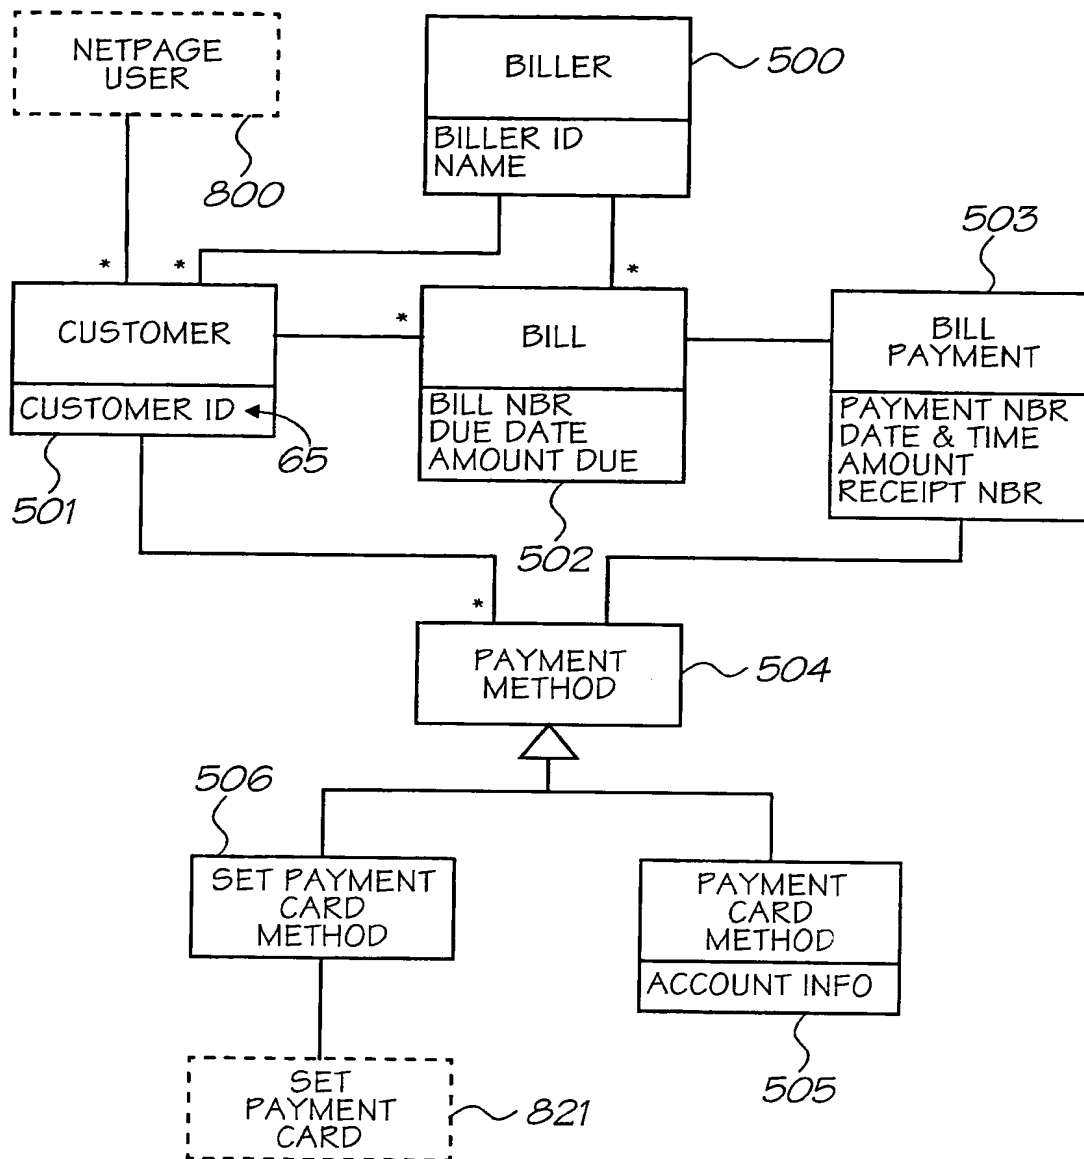 NETPAGE
USER
800
BILLER
500
BILLER ID
NAME
*
*
*
*
CUSTOMER
CUSTOMER ID
65
501
BILL
BILL NBR
DUE DATE
AMOUNT DUE
502
503
BILL
PAYMENT
PAYMENT NBR
DATE & TIME
AMOUNT
RECEIPT NBR
*
PAYMENT
METHOD
504
506
SET PAYMENT
CARD
METHOD
PAYMENT
CARD
METHOD
ACCOUNT INFO
505
SET
PAYMENT
CARD
821